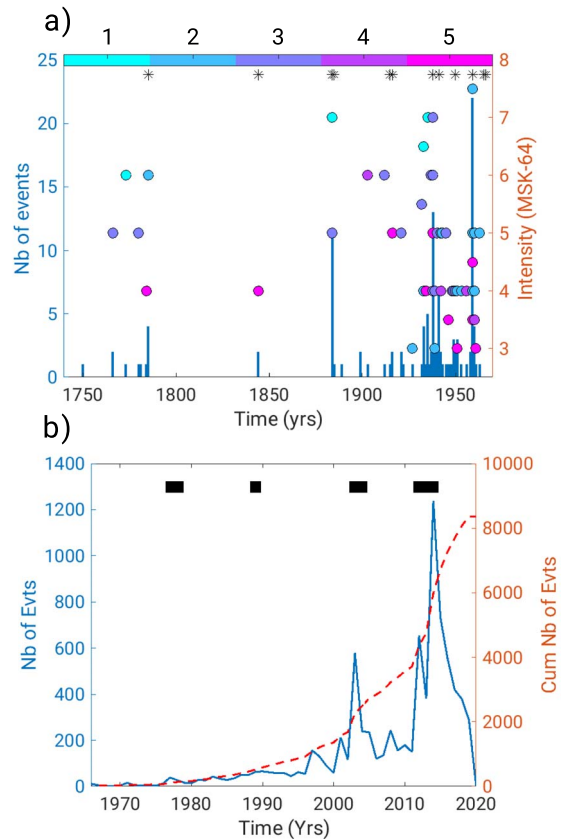 a)
1 2 3 4 5
25 8
20 7
15 6
10 5
5 4
0 3
Nb of events
Intensity (MSK-64)
1750 1800 1850 1900 1950
Time (yrs)
b)
1400 10000
1200 8000
1000 6000
800 4000
600 2000
400 0
200
0
Nb of Evts
Cum Nb of Evts
1970 1980 1990 2000 2010 2020
Time (Yrs)